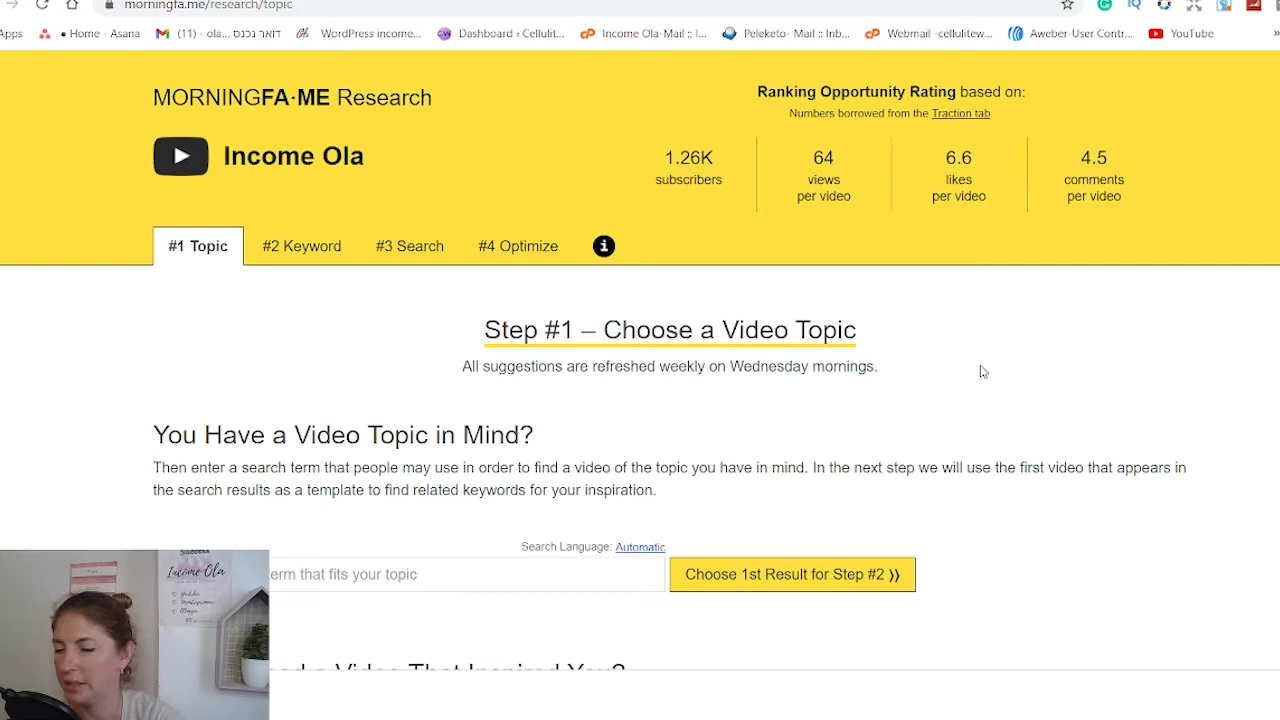 morningfa.me/research/topic
Apps
Home - Asana
(11) דואר נכנס - ola...
WordPress income...
Dashboard ‹ Cellulit...
Income Ola-Mail :: I...
Peleketo- Mail :: Inb...
Webmail -cellulitew...
Aweber-User Contr...
YouTube
»
MORNINGFA·ME Research
Ranking Opportunity Rating based on:
Numbers borrowed from the Traction tab.
Income Ola
1.26K
subscribers
64
views
per video
6.6
likes
per video
4.5
comments
per video
#1 Topic
#2 Keyword
#3 Search
#4 Optimize
i
Step #1 – Choose a Video Topic
All suggestions are refreshed weekly on Wednesday mornings.
You Have a Video Topic in Mind?
Then enter a search term that people may use in order to find a video of the topic you have in mind. In the next step we will use the first video that appears in
the search results as a template to find related keywords for your inspiration.
Search Language: Automatic
term that fits your topic
Choose 1st Result for Step #2 ⟩⟩
a Video That Inspired You?
Success
Income Ola